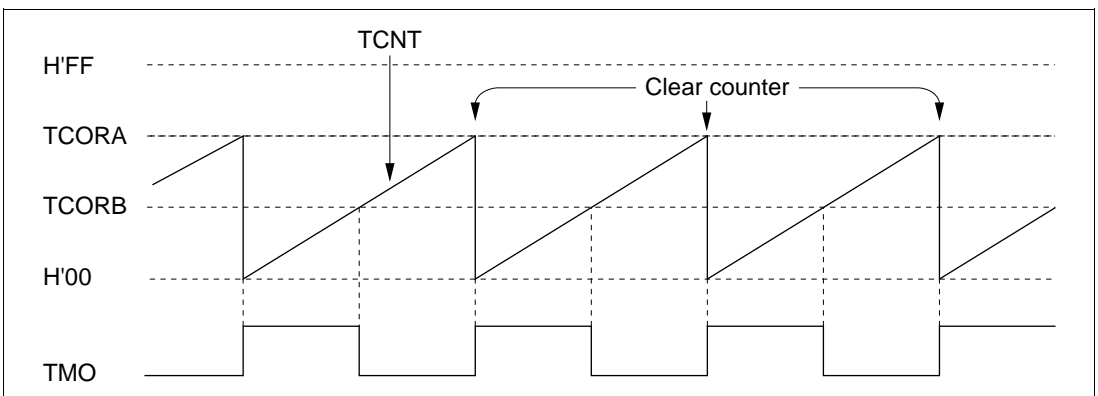 TCNT
H'FF
Clear counter
TCORA
TCORB
H'00
TMO